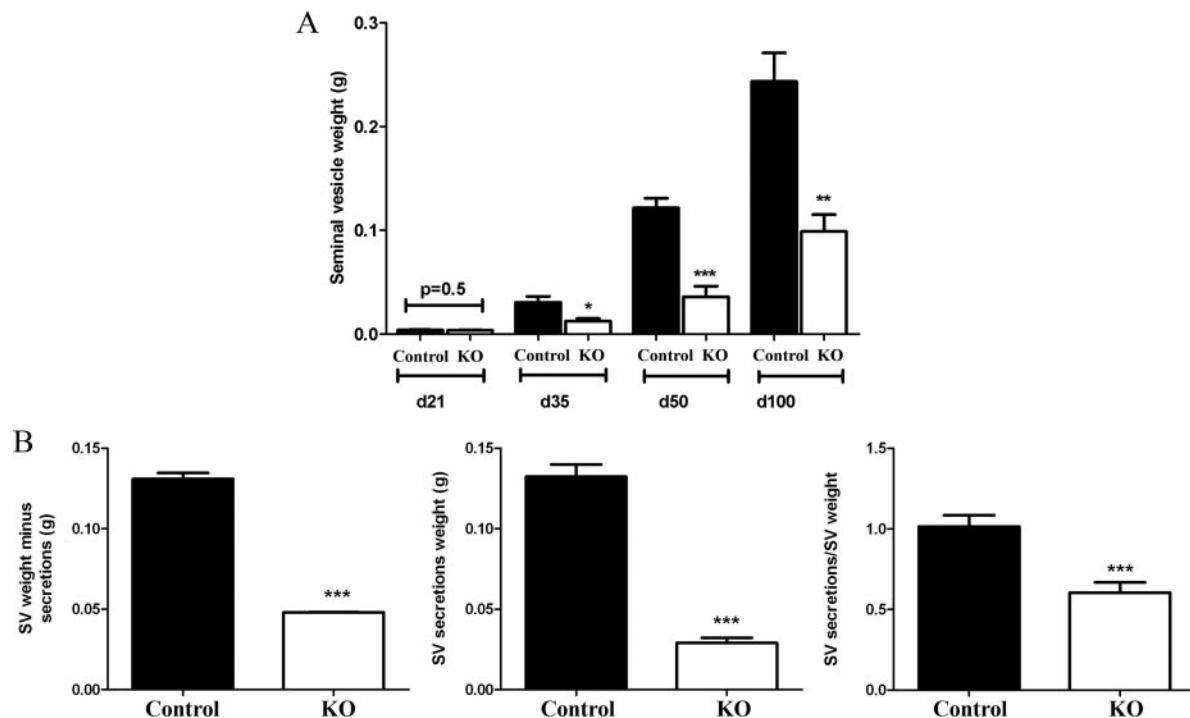 A
Seminal vesicle weight (g)
0.3
0.2
0.1
0.0
p=0.5
*
***
**
Control KO Control KO Control KO Control KO
d21 d35 d50 d100
B
SV weight minus
secretions (g)
0.15
0.10
0.05
0.00
***
Control KO
SV secretions weight (g)
0.15
0.10
0.05
0.00
***
Control KO
SV secretions/SV weight
1.5
1.0
0.5
0.0
***
Control KO